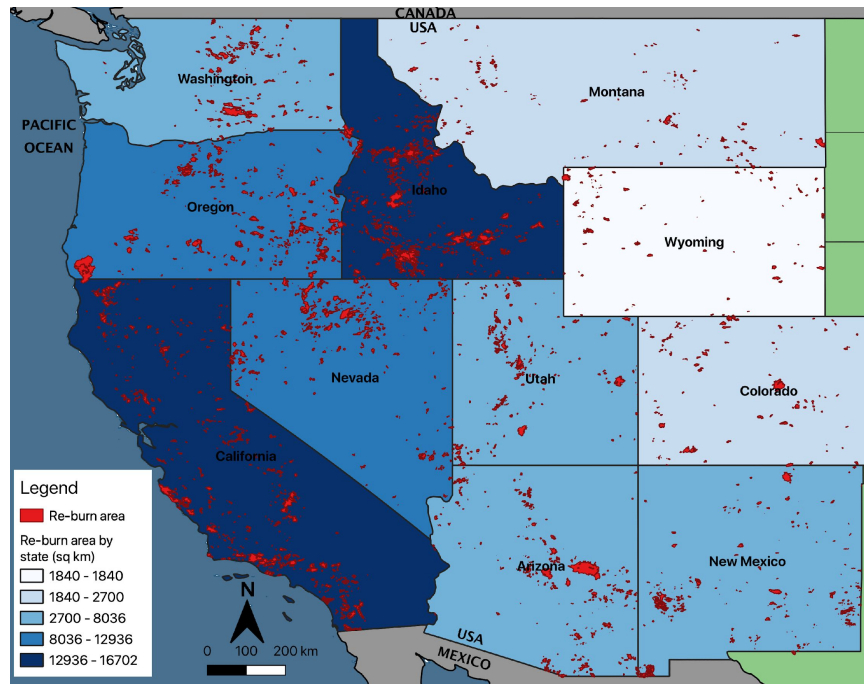 CANADA
USA
Washington
Montana
PACIFIC
OCEAN
Idaho
Oregon
Wyoming
Nevada
Utah
Colorado
California
Arizona
New Mexico
Legend
Re-burn area
Re-burn area by
state (sq km)
1840 - 1840
1840 - 2700
2700 - 8036
8036 - 12936
12936 - 16702
N
0 100 200 km
USA
MEXICO